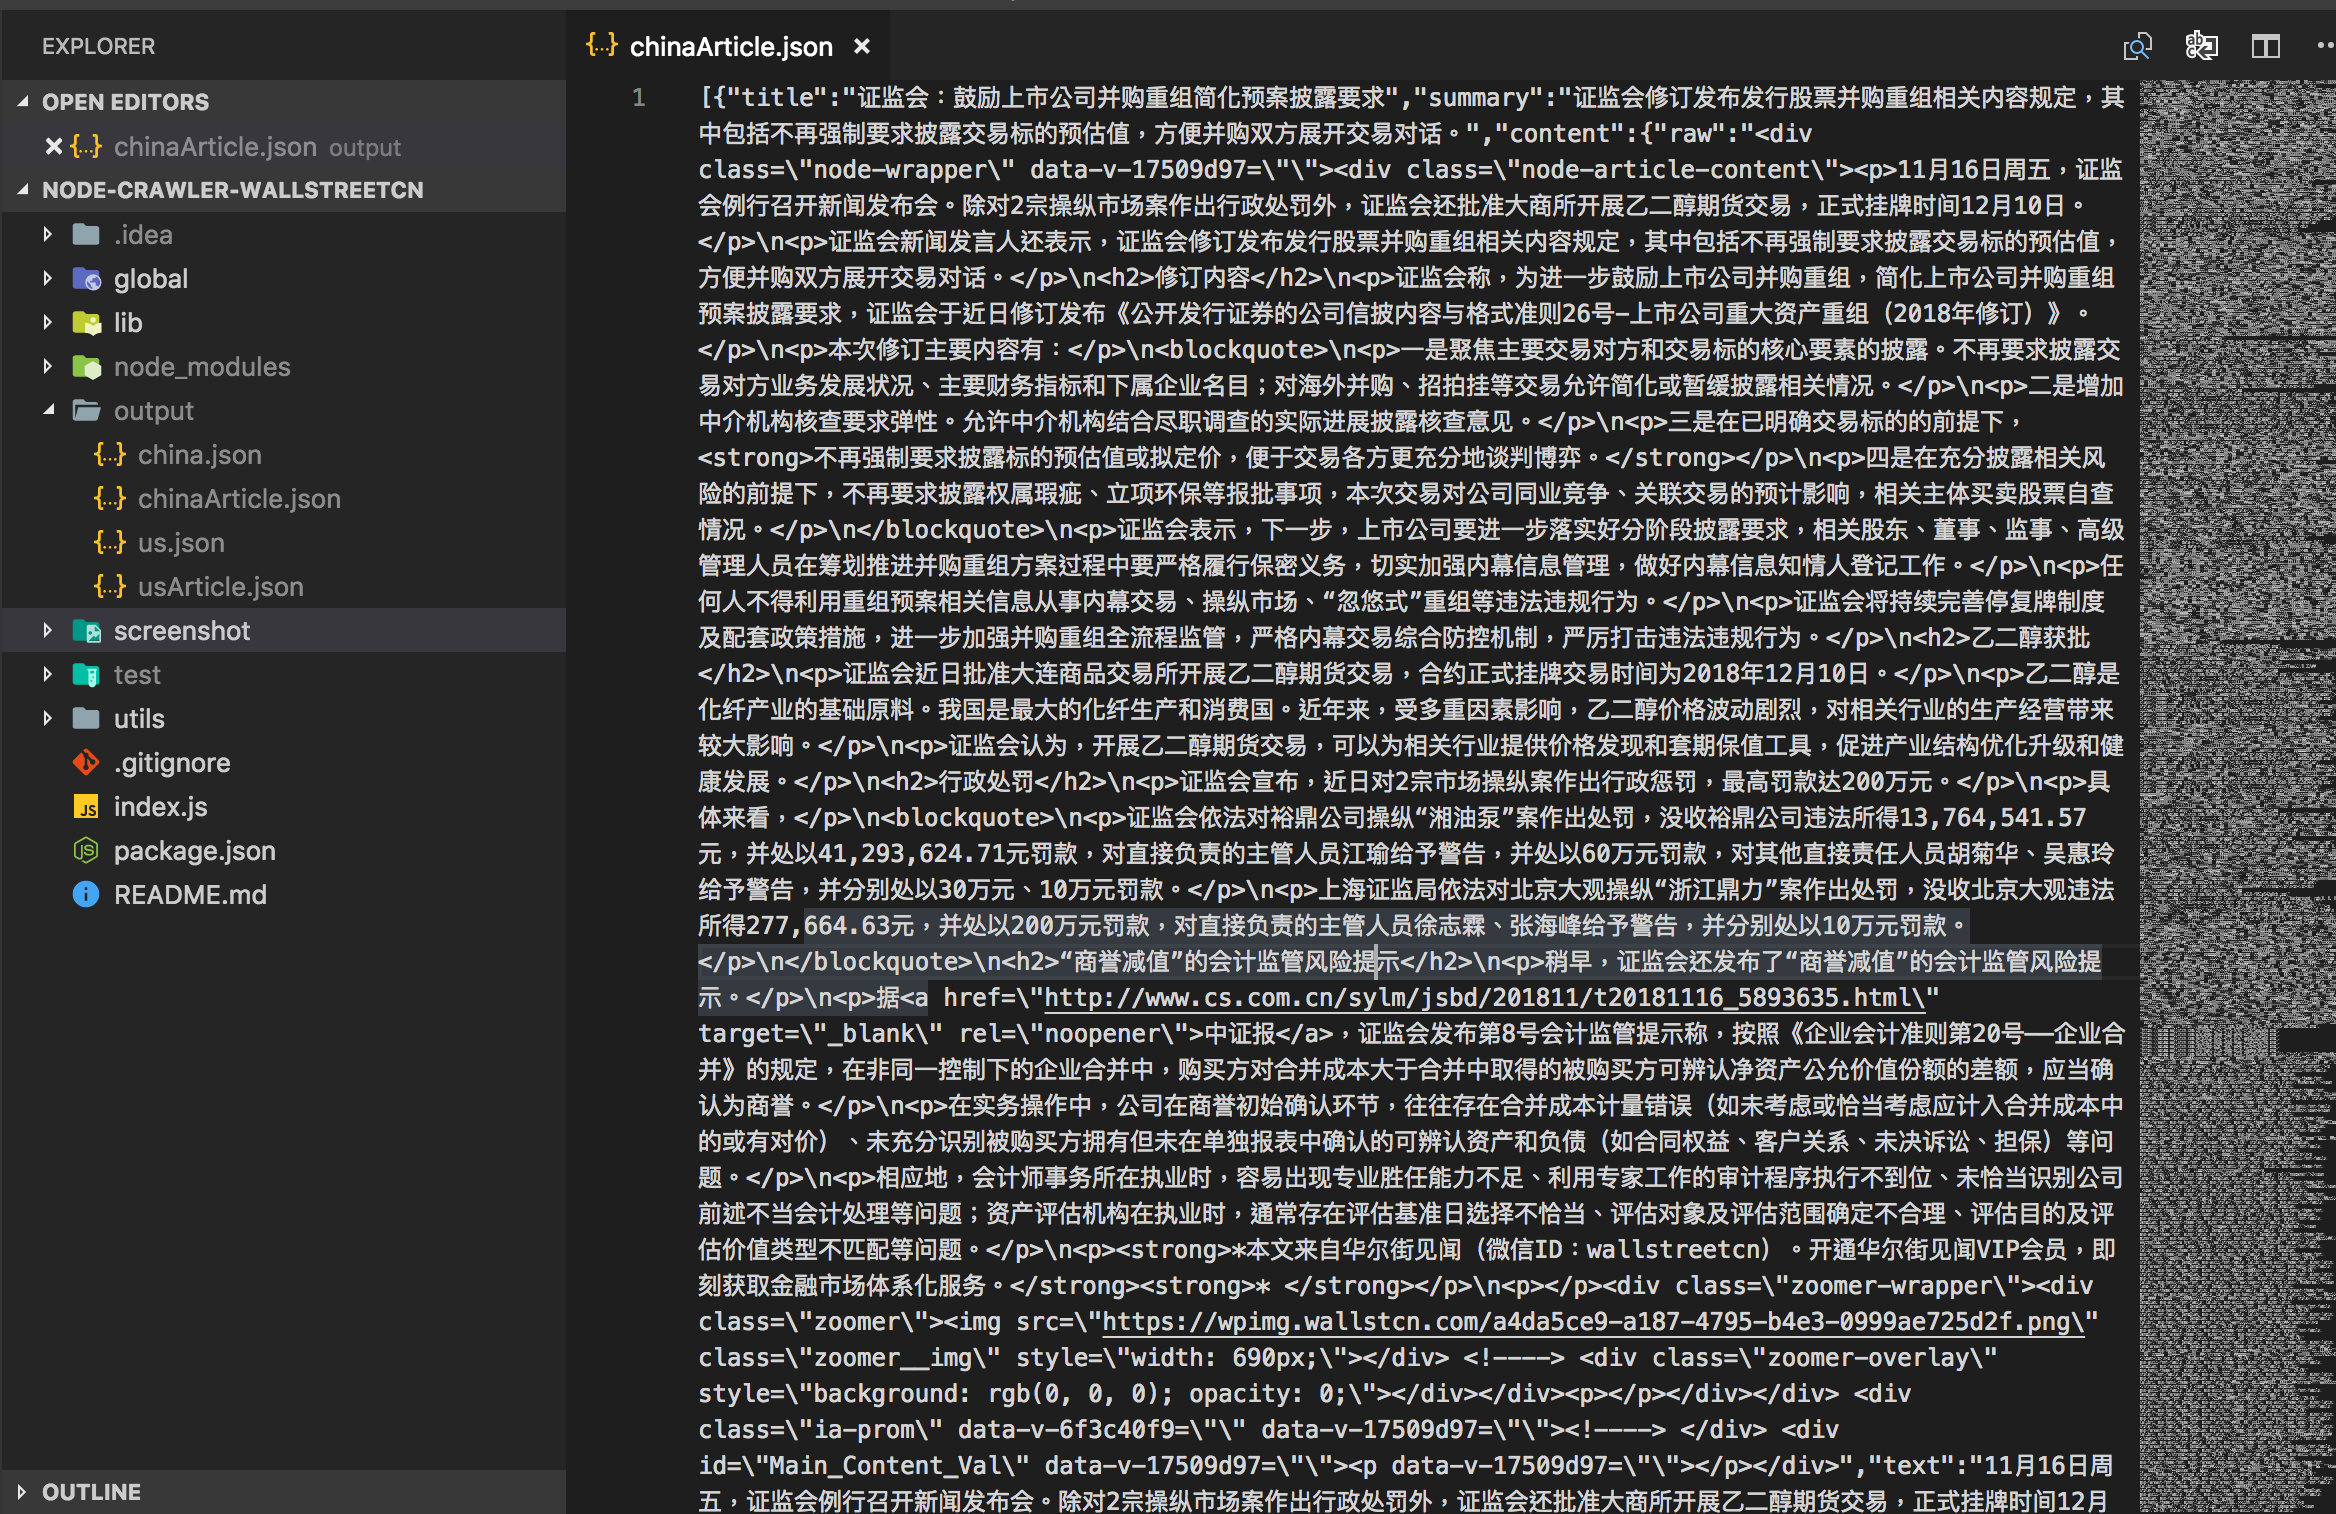 EXPLORER
OPEN EDITORS
chinaArticle.json output
NODE-CRAWLER-WALLSTREETCN
.idea
global
lib
node_modules
output
china.json
chinaArticle.json
us.json
usArticle.json
screenshot
test
utils
.gitignore
JS index.js
package.json
README.md
OUTLINE
{..} chinaArticle.json ×
1
[{"title":"证监会：鼓励上市公司并购重组简化预案披露要求","summary":"证监会修订发布发行股票并购重组相关内容规定，其
中包括不再强制要求披露交易标的预估值，方便并购双方展开交易对话。","content":{"raw":"<div
class=\"node-wrapper\" data-v-17509d97=\"\"><div class=\"node-article-content\"><p>11月16日周五，证监
会例行召开新闻发布会。除对2宗操纵市场案作出行政处罚外，证监会还批准大商所开展乙二醇期货交易，正式挂牌时间12月10日。
</p>\n<p>证监会新闻发言人还表示，证监会修订发布发行股票并购重组相关内容规定，其中包括不再强制要求披露交易标的预估值，
方便并购双方展开交易对话。</p>\n<h2>修订内容</h2>\n<p>证监会称，为进一步鼓励上市公司并购重组，简化上市公司并购重组
预案披露要求，证监会于近日修订发布《公开发行证券的公司信披内容与格式准则26号—上市公司重大资产重组（2018年修订）》。
</p>\n<p>本次修订主要内容有：</p>\n<blockquote>\n<p>一是聚焦主要交易对方和交易标的核心要素的披露。不再要求披露交
易对方业务发展状况、主要财务指标和下属企业名目；对海外并购、招拍挂等交易允许简化或暂缓披露相关情况。</p>\n<p>二是增加
中介机构核查要求弹性。允许中介机构结合尽职调查的实际进展披露核查意见。</p>\n<p>三是在已明确交易标的的前提下，
<strong>不再强制要求披露标的预估值或拟定价，便于交易各方更充分地谈判博弈。</strong></p>\n<p>四是在充分披露相关风
险的前提下，不再要求披露权属瑕疵、立项环保等报批事项，本次交易对公司同业竞争、关联交易的预计影响，相关主体买卖股票自查
情况。</p>\n</blockquote>\n<p>证监会表示，下一步，上市公司要进一步落实好分阶段披露要求，相关股东、董事、监事、高级
管理人员在筹划推进并购重组方案过程中要严格履行保密义务，切实加强内幕信息管理，做好内幕信息知情人登记工作。</p>\n<p>任
何人不得利用重组预案相关信息从事内幕交易、操纵市场、“忽悠式”重组等违法违规行为。</p>\n<p>证监会将持续完善停复牌制度
及配套政策措施，进一步加强并购重组全流程监管，严格内幕交易综合防控机制，严厉打击违法违规行为。</p>\n<h2>乙二醇获批
</h2>\n<p>证监会近日批准大连商品交易所开展乙二醇期货交易，合约正式挂牌交易时间为2018年12月10日。</p>\n<p>乙二醇是
化纤产业的基础原料。我国是最大的化纤生产和消费国。近年来，受多重因素影响，乙二醇价格波动剧烈，对相关行业的生产经营带来
较大影响。</p>\n<p>证监会认为，开展乙二醇期货交易，可以为相关行业提供价格发现和套期保值工具，促进产业结构优化升级和健
康发展。</p>\n<h2>行政处罚</h2>\n<p>证监会宣布，近日对2宗市场操纵案作出行政惩罚，最高罚款达200万元。</p>\n<p>具
体来看，</p>\n<blockquote>\n<p>证监会依法对裕鼎公司操纵“湘油泵”案作出处罚，没收裕鼎公司违法所得13,764,541.57
元，并处以41,293,624.71元罚款，对直接负责的主管人员江瑜给予警告，并处以60万元罚款，对其他直接责任人员胡菊华、吴惠玲
给予警告，并分别处以30万元、10万元罚款。</p>\n<p>上海证监局依法对北京大观操纵“浙江鼎力”案作出处罚，没收北京大观违法
所得277,664.63元，并处以200万元罚款，对直接负责的主管人员徐志霖、张海峰给予警告，并分别处以10万元罚款。
</p>\n</blockquote>\n<h2>“商誉减值”的会计监管风险提示</h2>\n<p>稍早，证监会还发布了“商誉减值”的会计监管风险提
示。</p>\n<p>据<a href=\"http://www.cs.com.cn/sylm/jsbd/201811/t20181116_5893635.html\"
target=\"_blank\" rel=\"noopener\">中证报</a>，证监会发布第8号会计监管提示称，按照《企业会计准则第20号——企业合
并》的规定，在非同一控制下的企业合并中，购买方对合并成本大于合并中取得的被购买方可辨认净资产公允价值份额的差额，应当确
认为商誉。</p>\n<p>在实务操作中，公司在商誉初始确认环节，往往存在合并成本计量错误（如未考虑或恰当考虑应计入合并成本中
的或有对价）、未充分识别被购买方拥有但未在单独报表中确认的可辨认资产和负债（如合同权益、客户关系、未决诉讼、担保）等问
题。</p>\n<p>相应地，会计师事务所在执业时，容易出现专业胜任能力不足、利用专家工作的审计程序执行不到位、未恰当识别公司
前述不当会计处理等问题；资产评估机构在执业时，通常存在评估基准日选择不恰当、评估对象及评估范围确定不合理、评估目的及评
估价值类型不匹配等问题。</p>\n<p><strong>*本文来自华尔街见闻（微信ID：wallstreetcn）。开通华尔街见闻VIP会员，即
刻获取金融市场体系化服务。</strong><strong>* </strong></p>\n<p></p><div class=\"zoomer-wrapper\"><div
class=\"zoomer\"><img src=\"https://wpimg.wallstcn.com/a4da5ce9-a187-4795-b4e3-0999ae725d2f.png\"
class=\"zoomer__img\" style=\"width: 690px;\"></div> <!----> <div class=\"zoomer-overlay\"
style=\"background: rgb(0, 0, 0); opacity: 0;\"></div></div><p></p></div></div> <div
class=\"ia-prom\" data-v-6f3c40f9=\"\" data-v-17509d97=\"\"><!----> </div> <div
id=\"Main_Content_Val\" data-v-17509d97=\"\"><p data-v-17509d97=\"\"></p></div>","text":"11月16日周
五，证监会例行召开新闻发布会。除对2宗操纵市场案作出行政处罚外，证监会还批准大商所开展乙二醇期货交易，正式挂牌时间12月